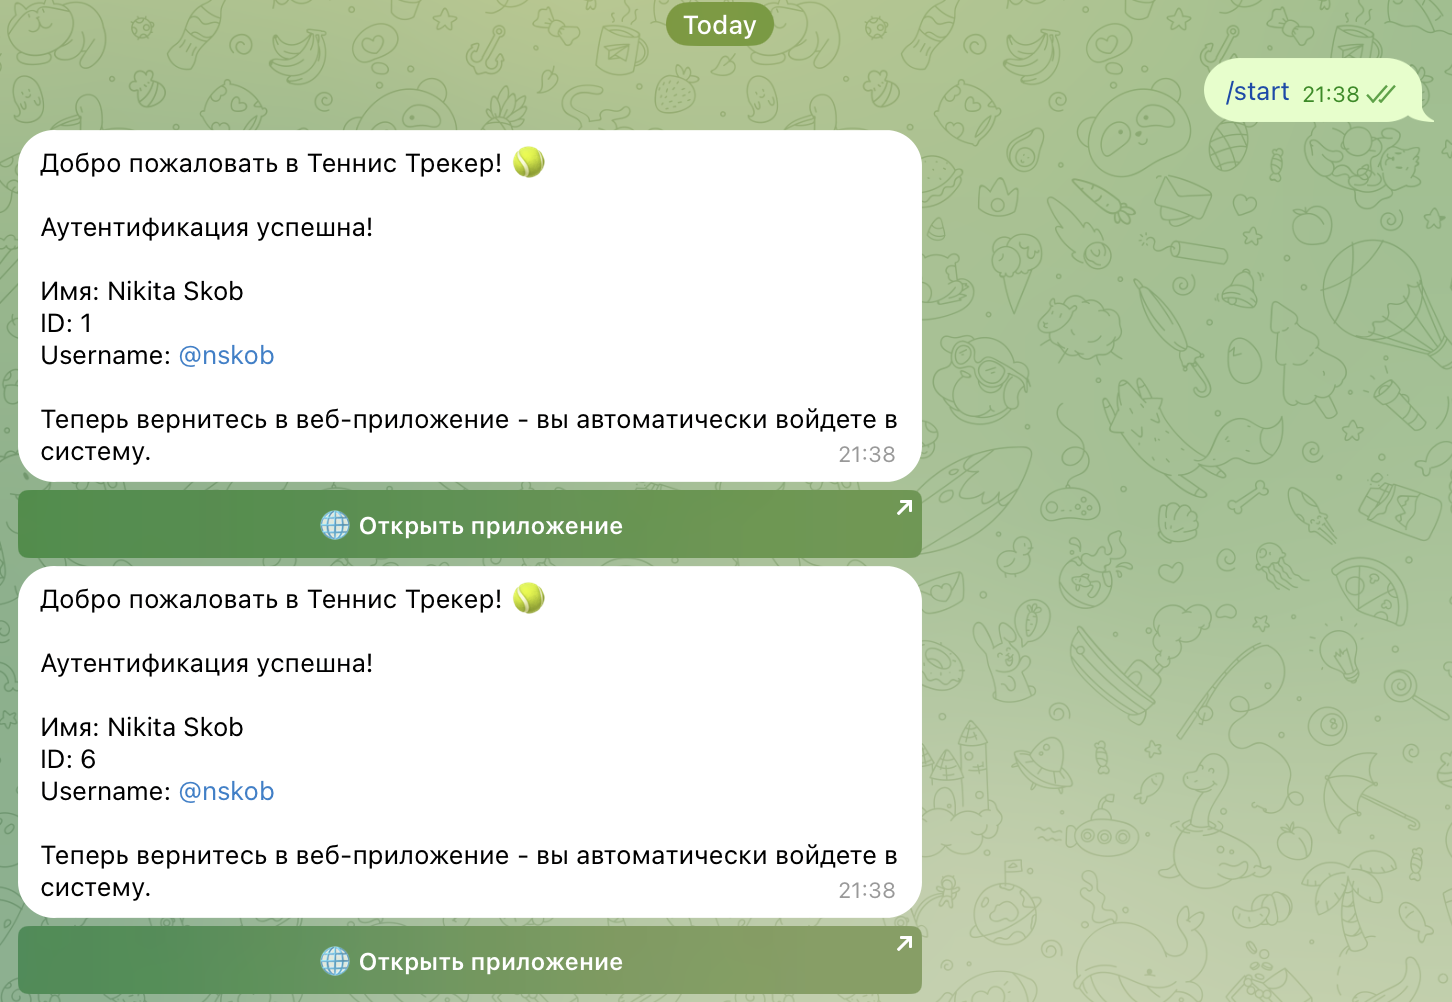 Today
/start 21:38
Добро пожаловать в Теннис Трекер!
Аутентификация успешна!
Имя: Nikita Skob
ID: 1
Username: @nskob
Теперь вернитесь в веб-приложение - вы автоматически войдете в
систему.
21:38
Открыть приложение
Добро пожаловать в Теннис Трекер!
Аутентификация успешна!
Имя: Nikita Skob
ID: 6
Username: @nskob
Теперь вернитесь в веб-приложение - вы автоматически войдете в
систему.
21:38
Открыть приложение